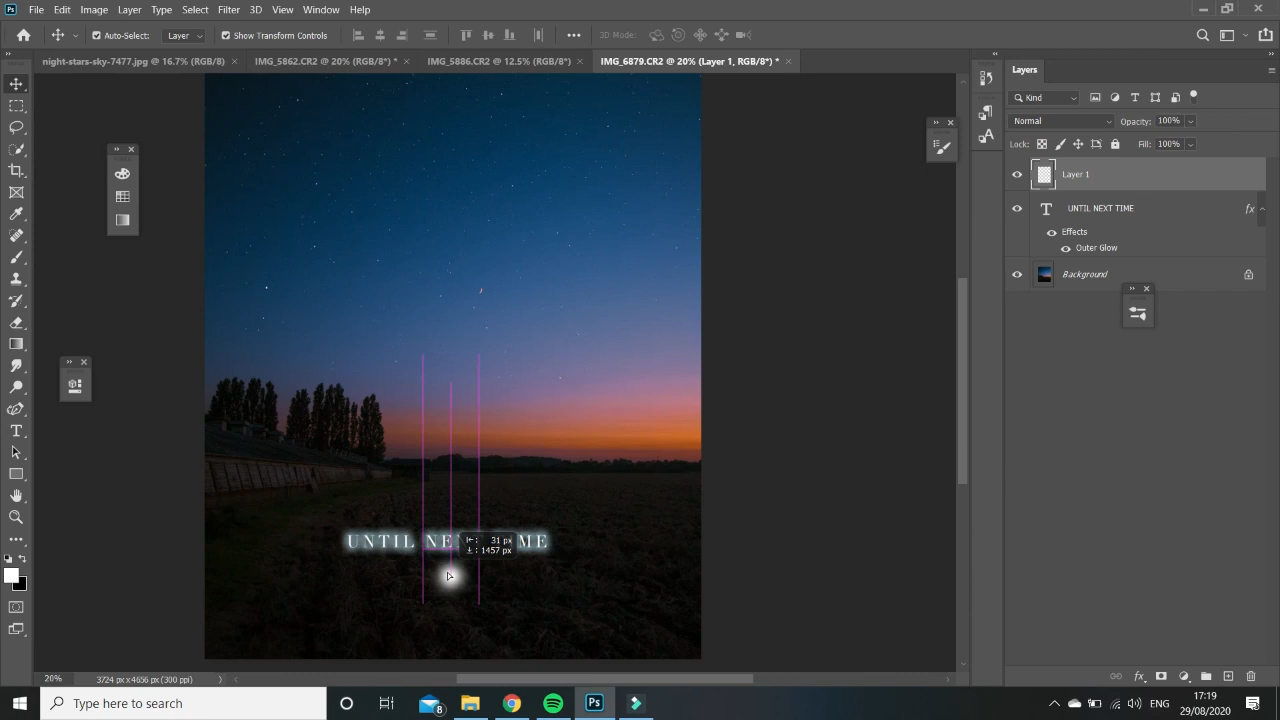 File Edit Image Layer Type Select Filter 3D View Window Help
Auto-Select: Layer Show Transform Controls 3D Mode:
night-stars-sky-7477.jpg @ 16.7% (RGB/8) IMG_5862.CR2 @ 20% (RGB/8*) * IMG_5886.CR2 @ 12.5% (RGB/8*) IMG_6879.CR2 @ 20% (Layer 1, RGB/8*) *
Layers
Kind
Normal Opacity: 100%
Lock: Fill: 100%
Layer 1
UNTIL NEXT TIME fx
Effects
Outer Glow
Background
UNTIL ME
31 px
1457 px
20% 3724 px x 4656 px (300 ppi)
Type here to search
8
Ps
ENG
17:19
29/08/2020